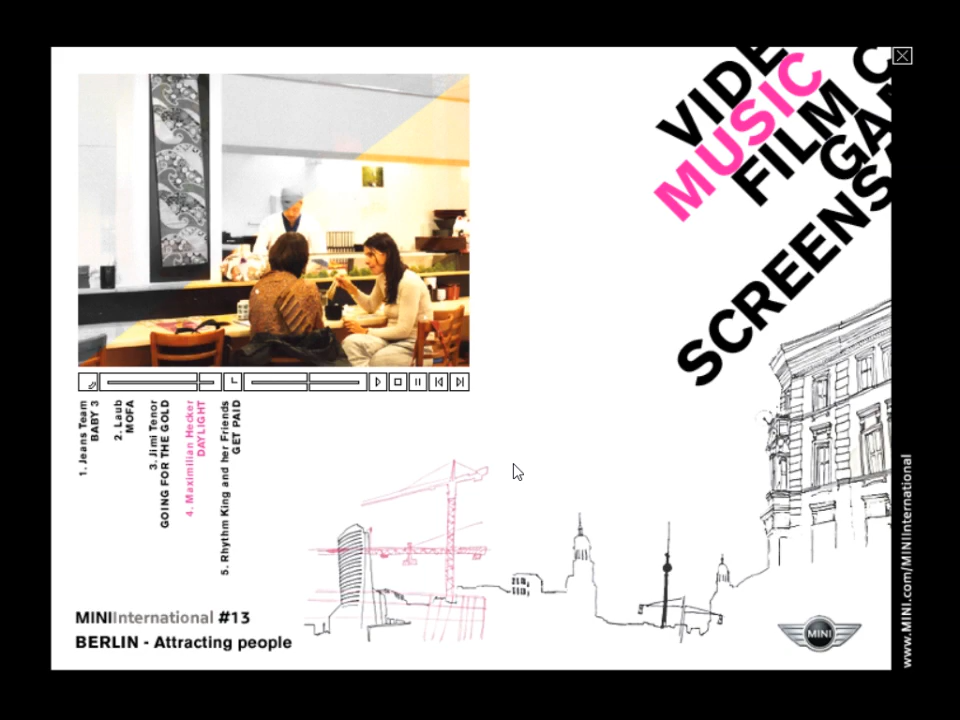 VIDE
MUSIC
FILM
C
GA
SCREENS
1. Jeans Team
BABY 3
2. Laub
MOFA
3. Jimi Tenor
GOING FOR THE GOLD
4. Maximilian Hecker
DAYLIGHT
5. Rhythm King and her Friends
GET PAID
MINIInternational #13
BERLIN - Attracting people
MINI
www.MINI.com/MINIInternational